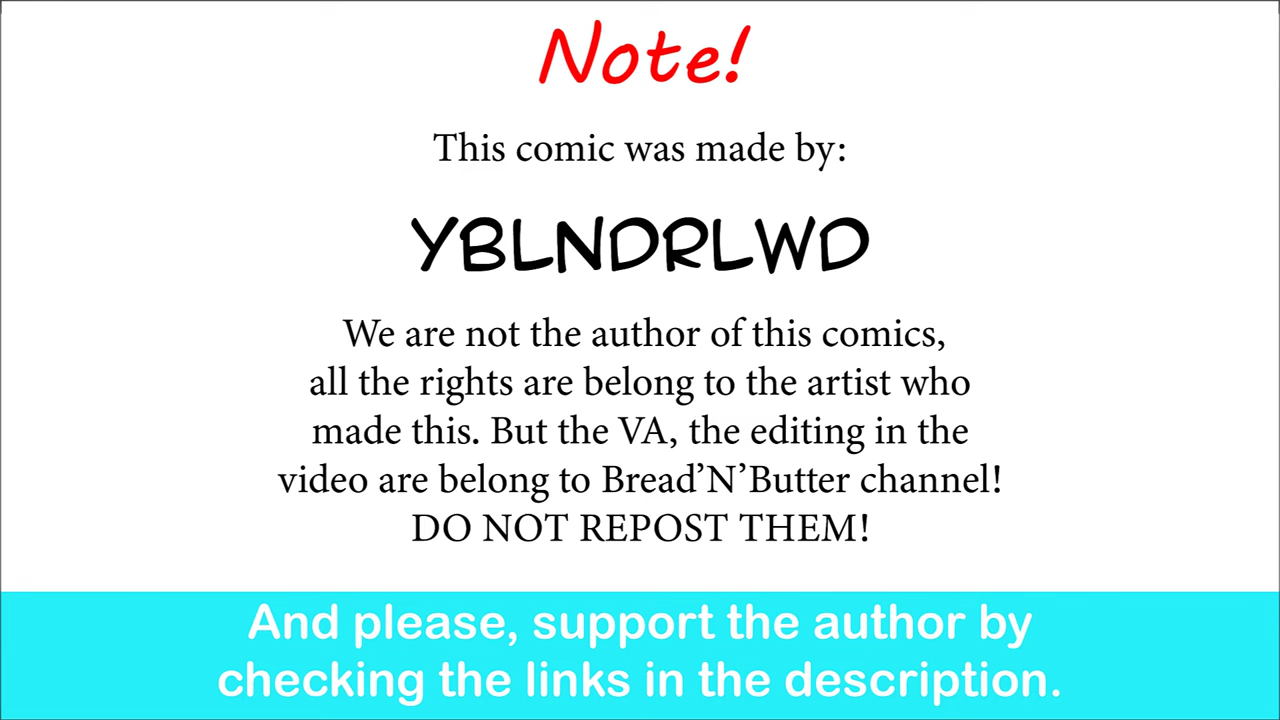 Note!
This comic was made by:
YBLNDRLWD
We are not the author of this comics,
all the rights are belong to the artist who
made this. But the VA, the editing in the
video are belong to Bread’N’Butter channel!
DO NOT REPOST THEM!
And please, support the author by
checking the links in the description.